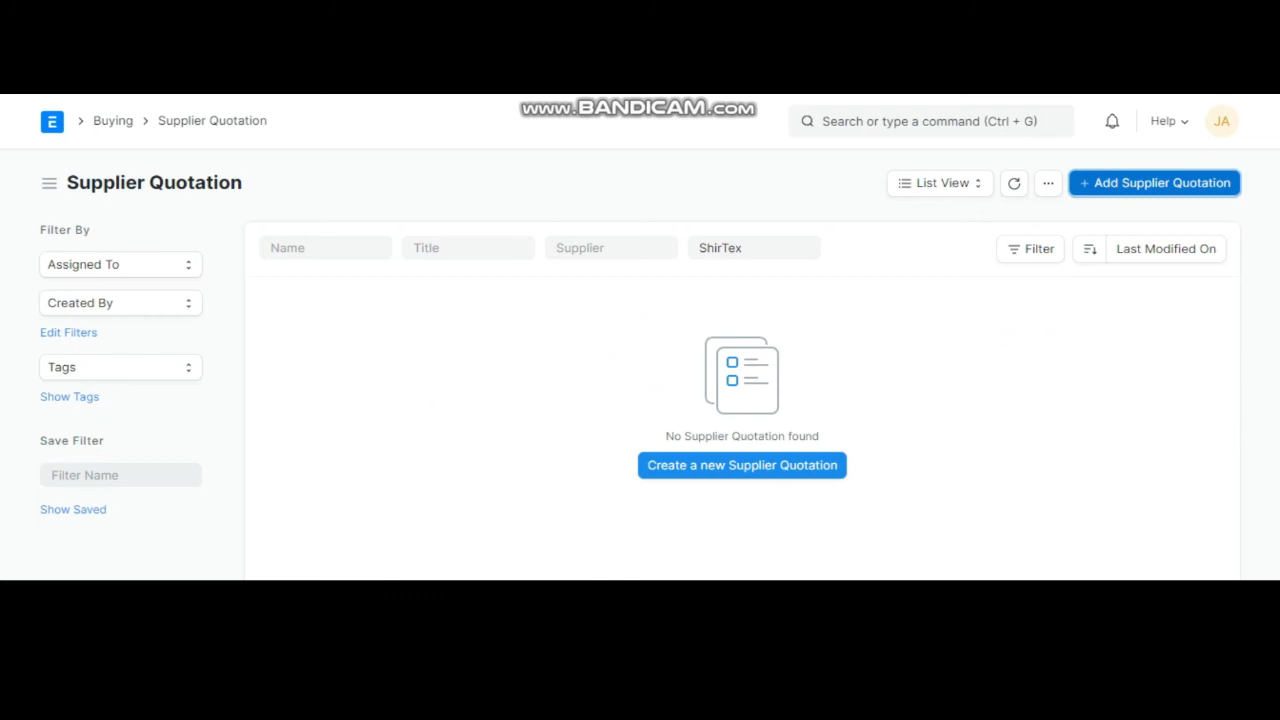 www.BANDICAM.com
E
Buying
Supplier Quotation
Search or type a command (Ctrl + G)
Help
JA
Supplier Quotation
List View
+ Add Supplier Quotation
Filter By
Name
Title
Supplier
ShirTex
Filter
Last Modified On
Assigned To
Created By
Edit Filters
Tags
Show Tags
No Supplier Quotation found
Save Filter
Create a new Supplier Quotation
Filter Name
Show Saved